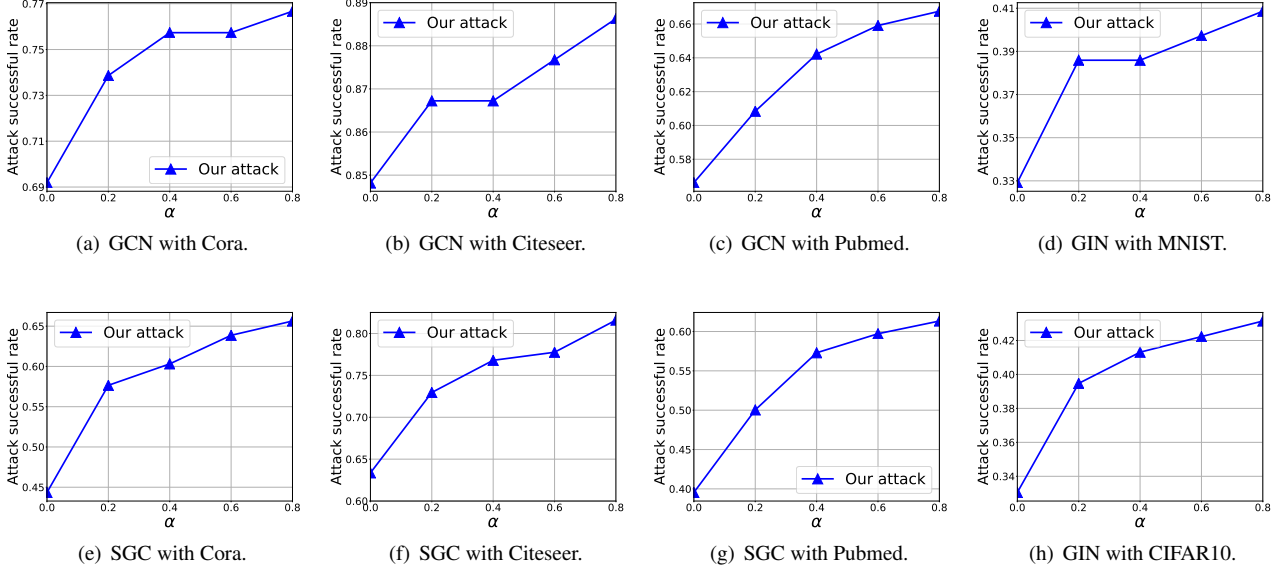 Attack successful rate
0.77
0.75
0.73
0.71
0.69
0.0 0.2 0.4 0.6 0.8
α
Our attack
(a) GCN with Cora.
Attack successful rate
0.89
0.88
0.87
0.86
0.85
0.0 0.2 0.4 0.6 0.8
α
Our attack
(b) GCN with Citeseer.
Attack successful rate
0.66
0.64
0.62
0.60
0.58
0.0 0.2 0.4 0.6 0.8
α
Our attack
(c) GCN with Pubmed.
Attack successful rate
0.41
0.39
0.37
0.35
0.33
0.0 0.2 0.4 0.6 0.8
α
Our attack
(d) GIN with MNIST.
Attack successful rate
0.65
0.60
0.55
0.50
0.45
0.0 0.2 0.4 0.6 0.8
α
Our attack
(e) SGC with Cora.
Attack successful rate
0.80
0.75
0.70
0.65
0.60
0.0 0.2 0.4 0.6 0.8
α
Our attack
(f) SGC with Citeseer.
Attack successful rate
0.60
0.55
0.50
0.45
0.40
0.0 0.2 0.4 0.6 0.8
α
Our attack
(g) SGC with Pubmed.
Attack successful rate
0.42
0.40
0.38
0.36
0.34
0.0 0.2 0.4 0.6 0.8
α
Our attack
(h) GIN with CIFAR10.